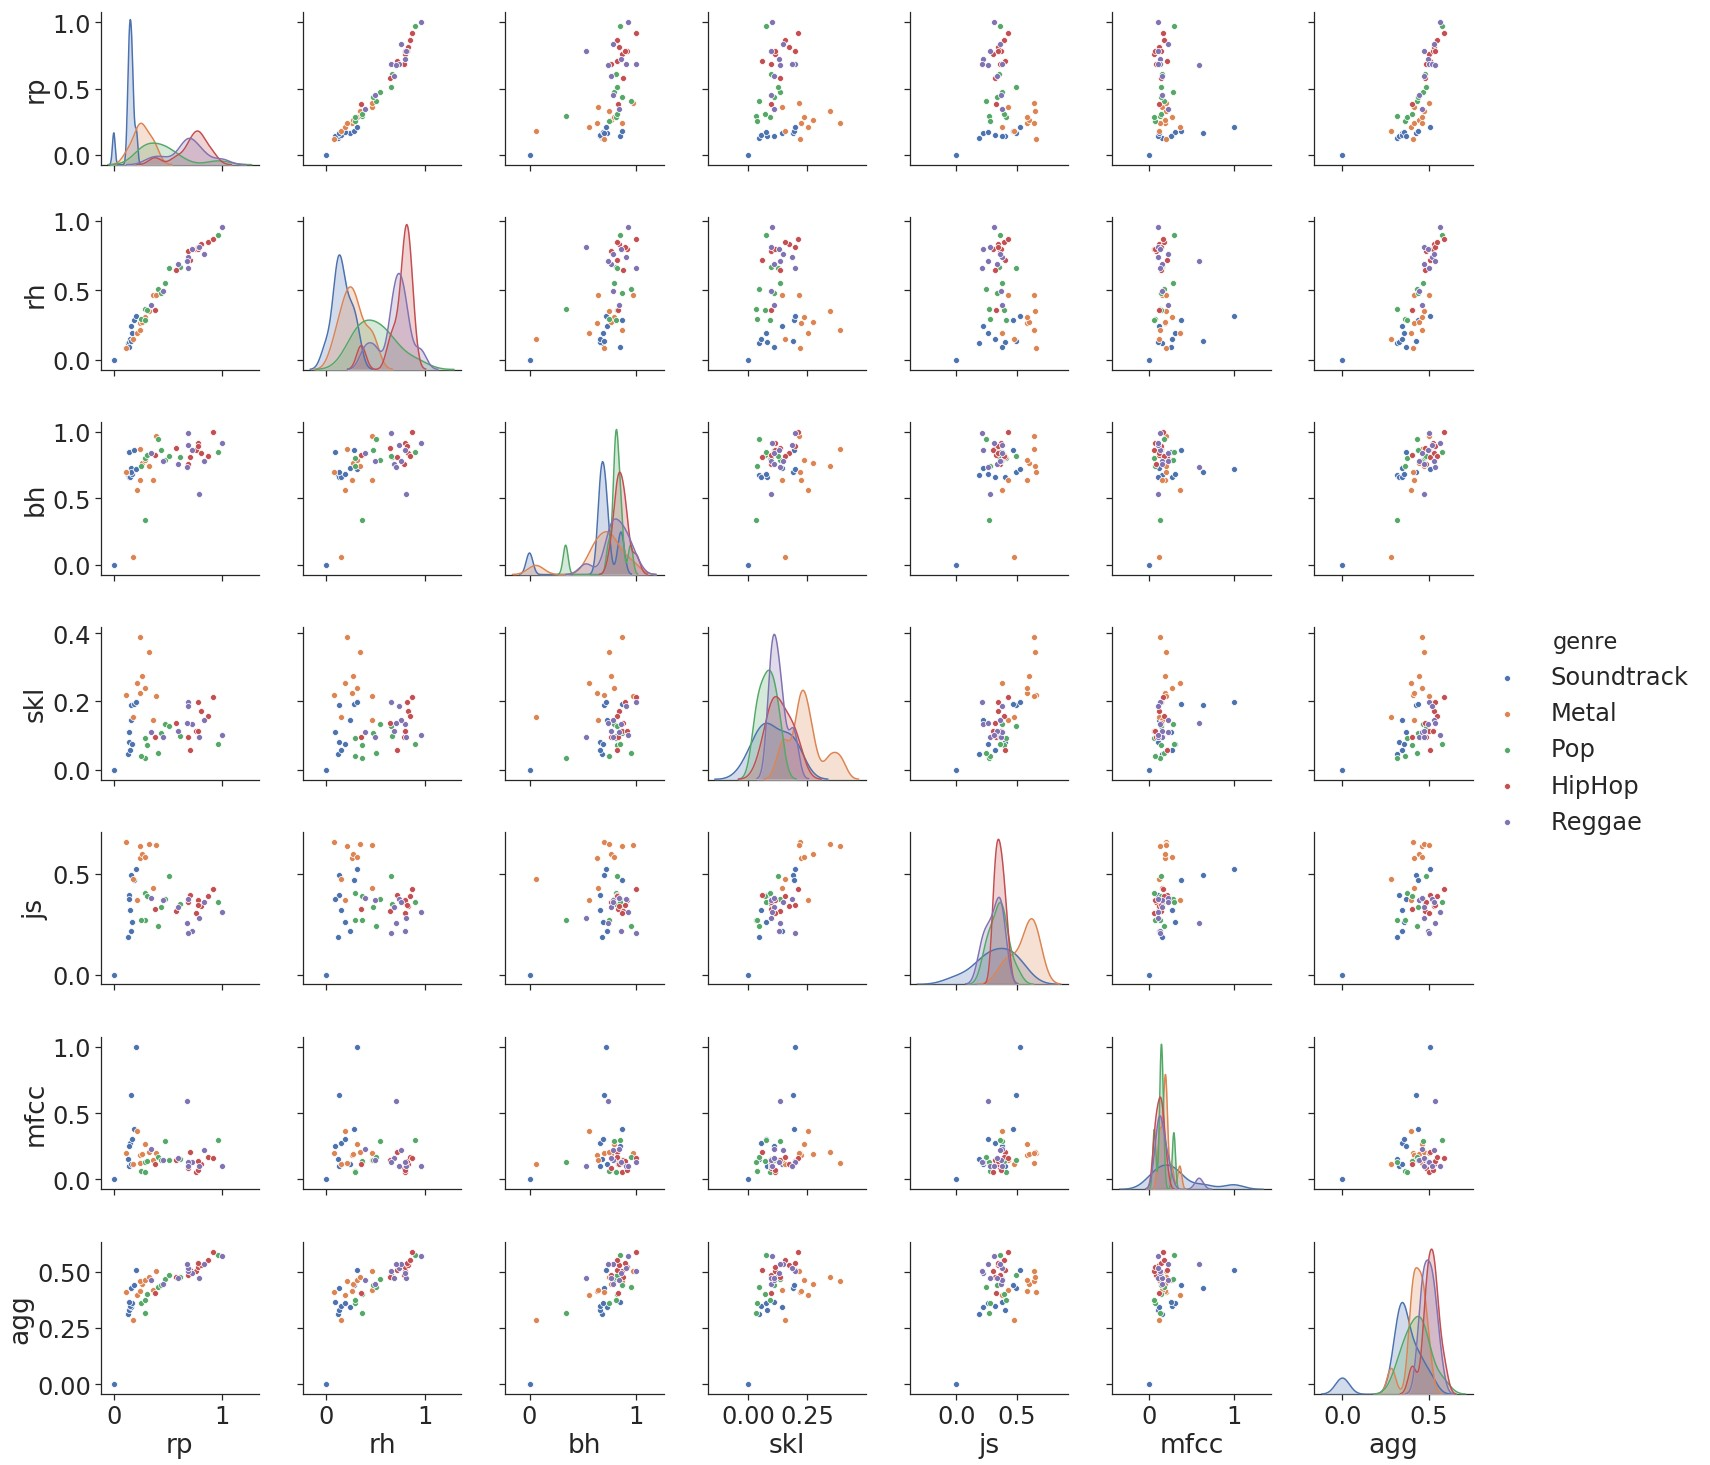 1.0
0.5
0.0
rp
1.0
0.5
0.0
rh
1.0
0.5
0.0
bh
0.4
0.2
0.0
skl
0.5
0.0
js
1.0
0.5
0.0
mfcc
0.50
0.25
0.00
agg
0 1 0 1 0 1 0.00 0.25 0.0 0.5 0 1 0.0 0.5
rp rh bh skl js mfcc agg
genre
Soundtrack
Metal
Pop
HipHop
Reggae